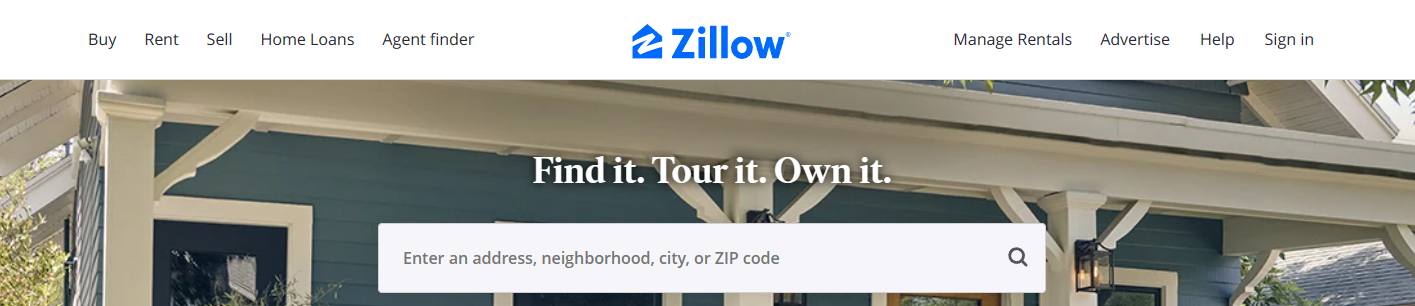 Buy Rent Sell Home Loans Agent finder Zillow® Manage Rentals Advertise Help Sign in
Find it. Tour it. Own it.
Enter an address, neighborhood, city, or ZIP code